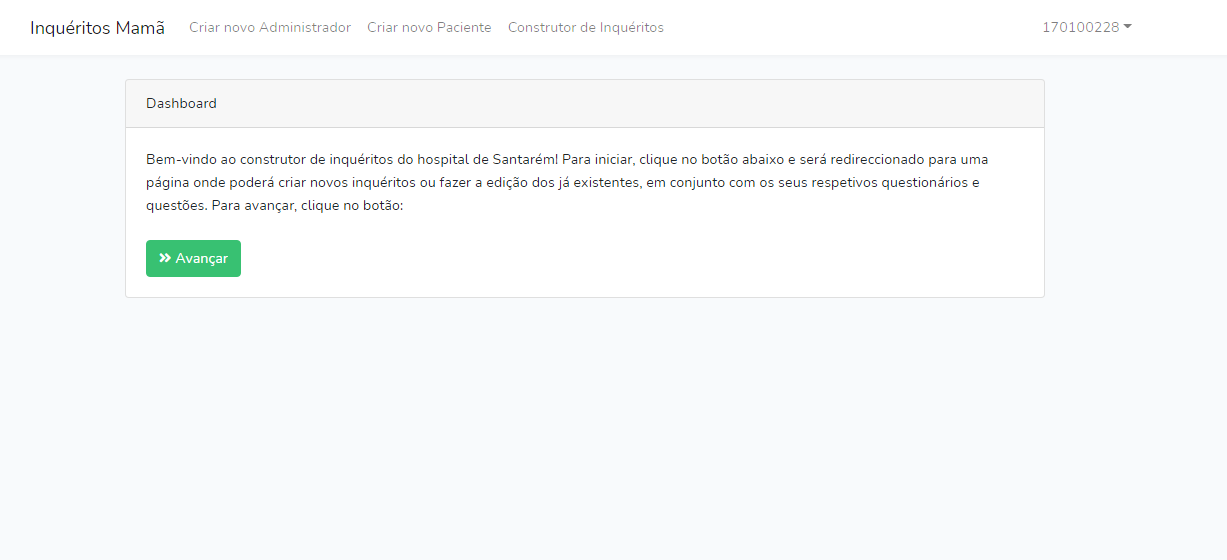 Inquéritos Mamã Criar novo Administrador Criar novo Paciente Construtor de Inquéritos 170100228
Dashboard
Bem-vindo ao construtor de inquéritos do hospital de Santarém! Para iniciar, clique no botão abaixo e será redireccionado para uma
página onde poderá criar novos inquéritos ou fazer a edição dos já existentes, em conjunto com os seus respetivos questionários e
questões. Para avançar, clique no botão:
Avançar